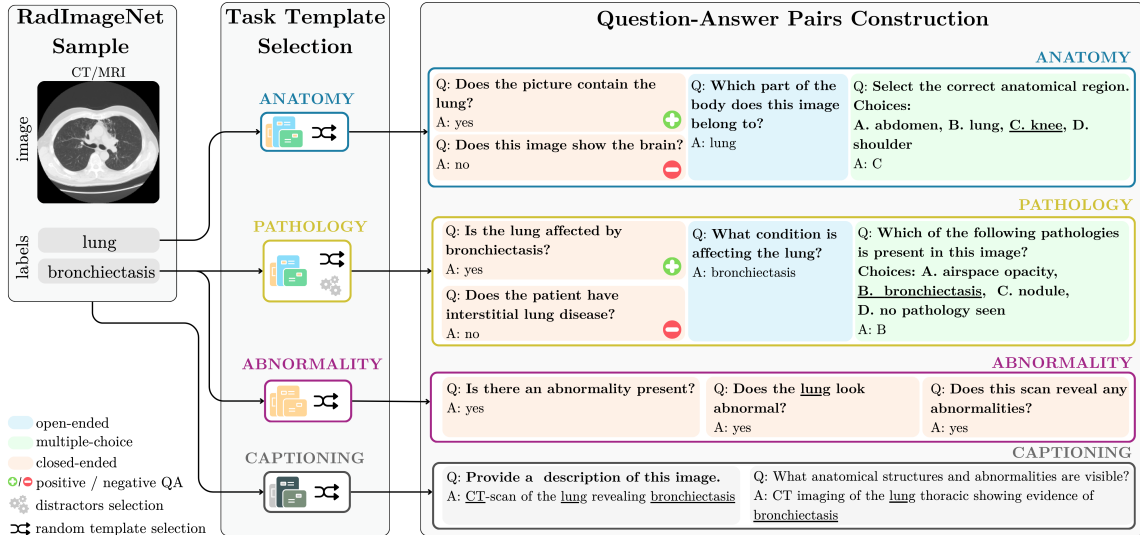 RadImageNet
Sample
CT/MRI
image
labels
lung
bronchiectasis
open-ended
multiple-choice
closed-ended
/ positive / negative QA
distractors selection
random template selection
Task Template
Selection
ANATOMY
PATHOLOGY
ABNORMALITY
CAPTIONING
Question-Answer Pairs Construction
ANATOMY
Q: Does the picture contain the
lung?
A: yes
Q: Does this image show the brain?
A: no
Q: Which part of the
body does this image
belong to?
A: lung
Q: Select the correct anatomical region.
Choices:
A. abdomen, B. lung, C. knee, D.
shoulder
A: C
PATHOLOGY
Q: Is the lung affected by
bronchiectasis?
A: yes
Q: Does the patient have
interstitial lung disease?
A: no
Q: What condition is
affecting the lung?
A: bronchiectasis
Q: Which of the following pathologies
is present in this image?
Choices: A. airspace opacity,
B. bronchiectasis, C. nodule,
D. no pathology seen
A: B
ABNORMALITY
Q: Is there an abnormality present?
A: yes
Q: Does the lung look
abnormal?
A: yes
Q: Does this scan reveal any
abnormalities?
A: yes
CAPTIONING
Q: Provide a description of this image.
A: CT-scan of the lung revealing bronchiectasis
Q: What anatomical structures and abnormalities are visible?
A: CT imaging of the lung thoracic showing evidence of
bronchiectasis